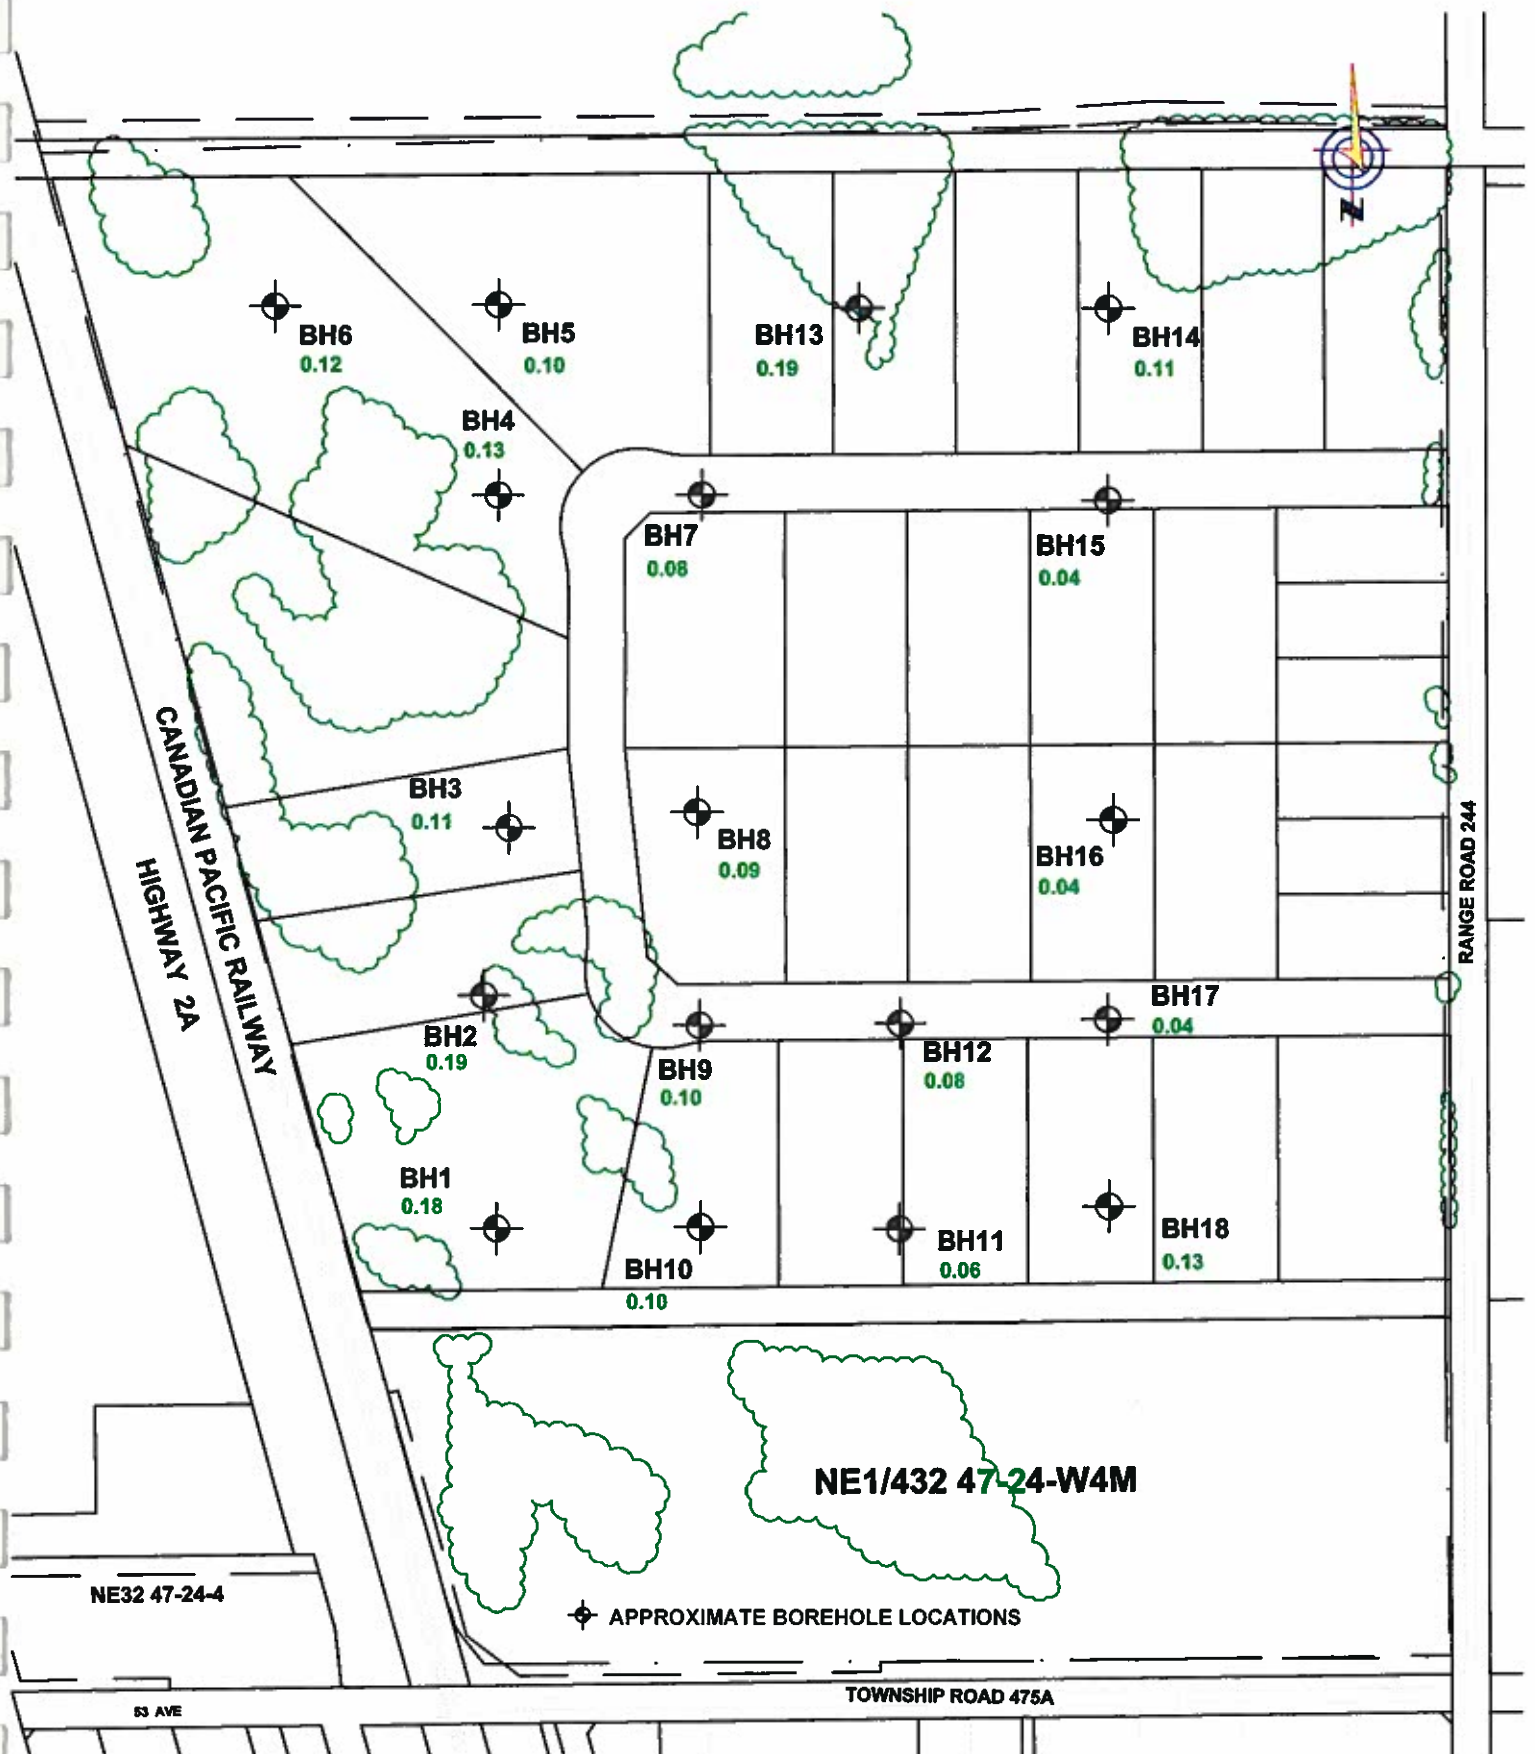 N
BH6
0.12
BH5
0.10
BH13
0.19
BH14
0.11
BH4
0.13
BH7
0.08
BH15
0.04
BH3
0.11
BH8
0.09
BH16
0.04
CANADIAN PACIFIC RAILWAY
HIGHWAY 2A
RANGE ROAD 244
BH2
0.19
BH9
0.10
BH12
0.08
BH17
0.04
BH1
0.18
BH10
0.10
BH11
0.06
BH18
0.13
NE1/432 47-24-W4M
NE32 47-24-4
APPROXIMATE BOREHOLE LOCATIONS
TOWNSHIP ROAD 475A
53 AVE